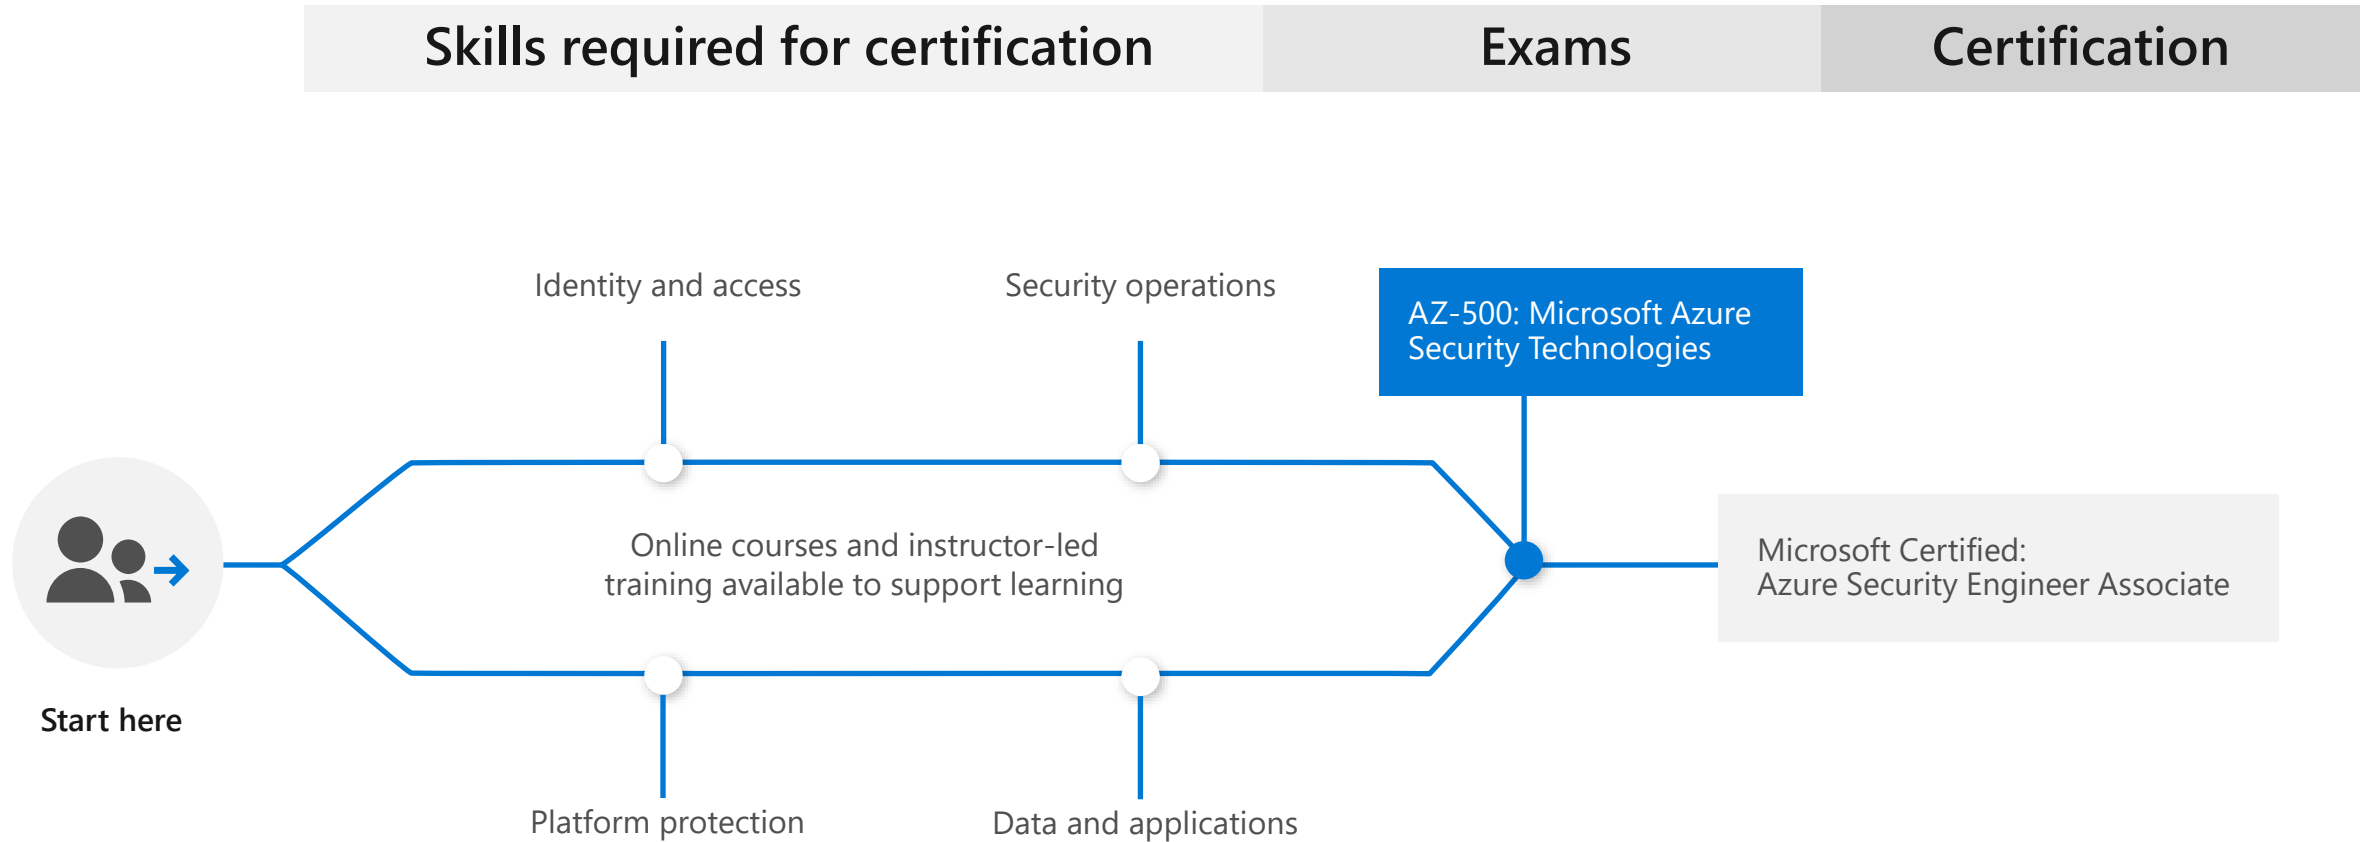 Skills required for certification
Exams
Certification
Identity and access
Security operations
AZ-500: Microsoft Azure
Security Technologies
Online courses and instructor-led
training available to support learning
Microsoft Certified:
Azure Security Engineer Associate
Start here
Platform protection
Data and applications